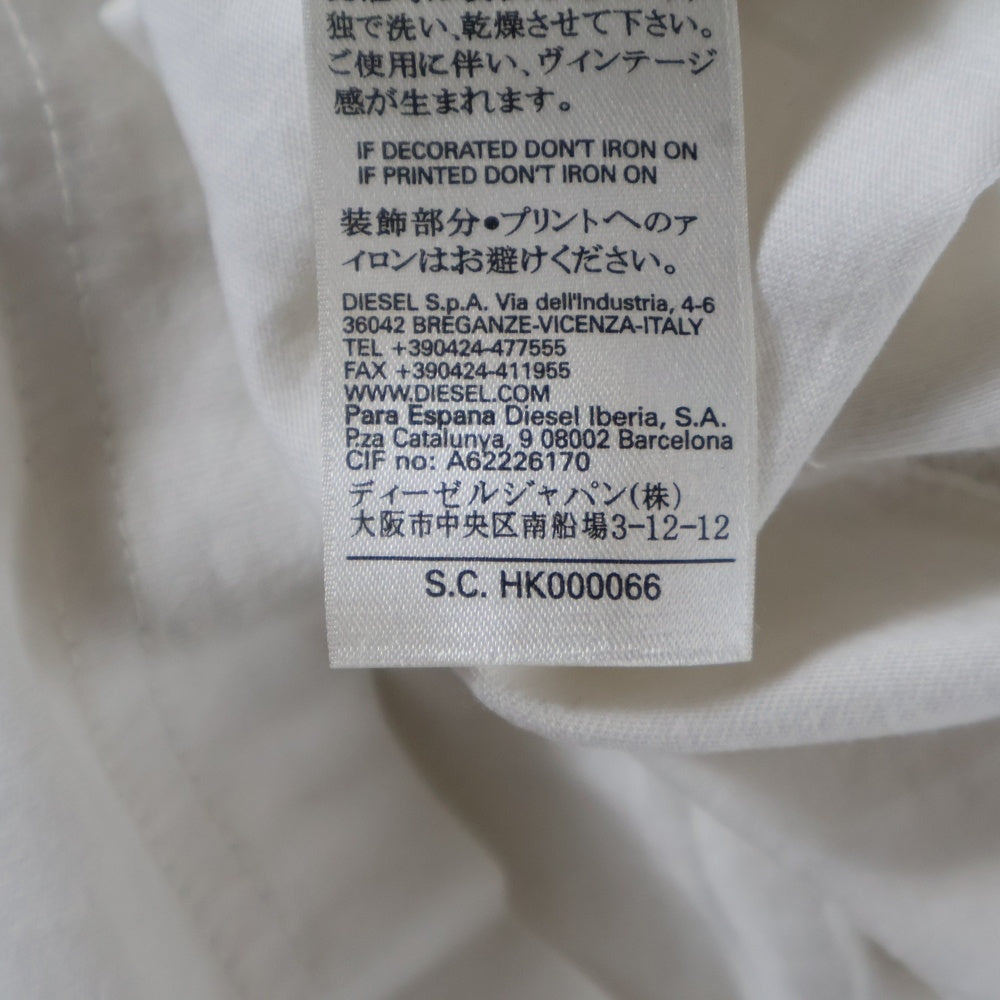 独で洗い、乾燥させて下さい。
ご使用に伴い、ヴィンテージ
感が生まれます。
IF DECORATED DON'T IRON ON
IF PRINTED DON'T IRON ON
装飾部分●プリントへのァ
ィロンはお避けください。
DIESEL S.p.A. Via dell'Industria, 4-6
36042 BREGANZE-VICENZA-ITALY
TEL +390424-477555
FAX +390424-411955
WWW.DIESEL.COM
Para Espana Diesel Iberia, S.A.
P.za Catalunya, 9 08002 Barcelona
CIF no: A62226170
ディーゼルジャパン(株)
大阪市中央区南船場3-12-12
S.C. HK000066